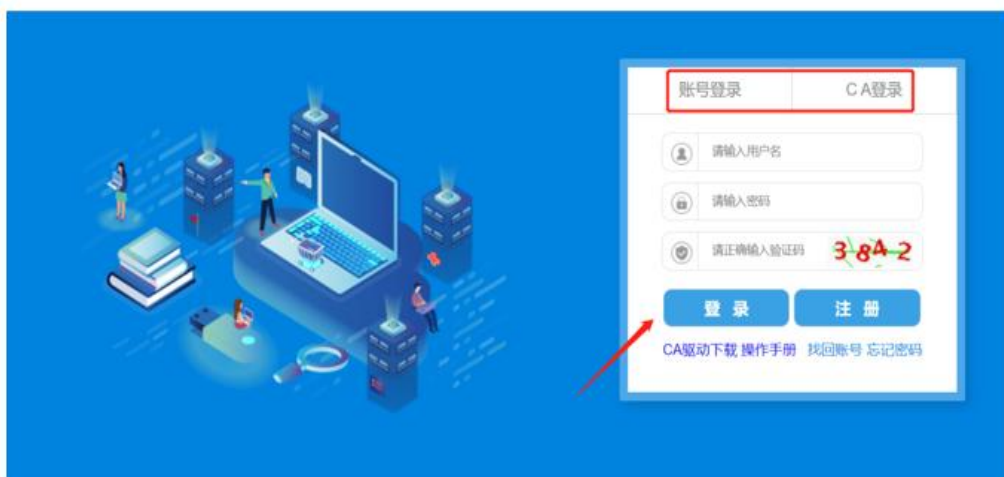 账号登录 CA登录
请输入用户名
请输入密码
请正确输入验证码 3842
登 录 注 册
CA驱动下载 操作手册 找回账号 忘记密码